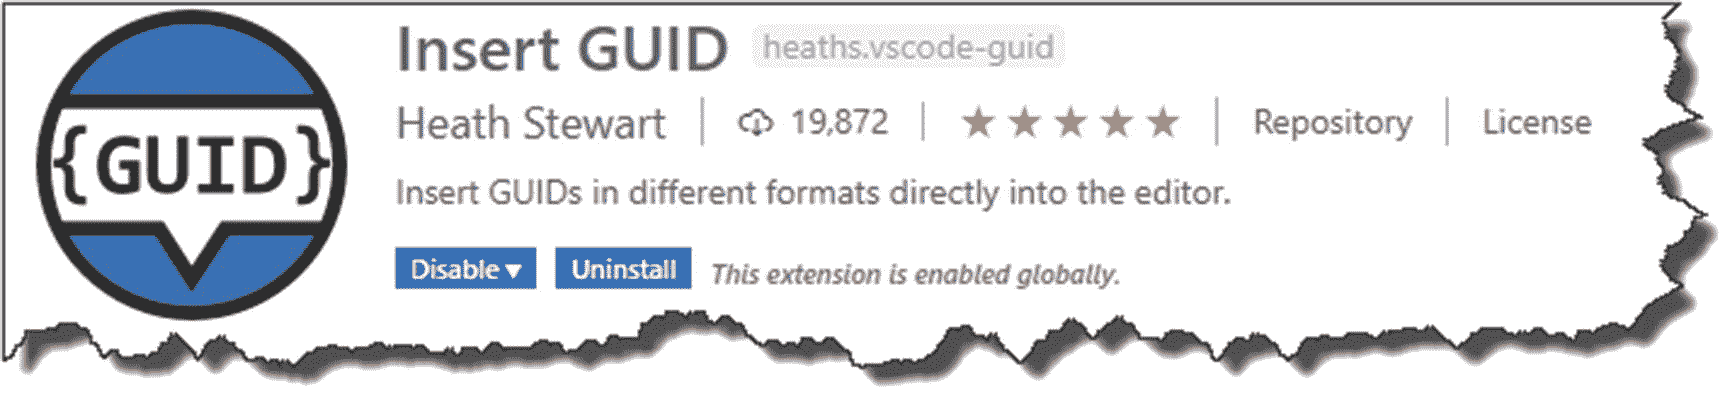 {GUID}
Insert GUID heaths.vscode-guid
Heath Stewart | 19,872 | ★★★★★ | Repository | License
Insert GUIDs in different formats directly into the editor.
Disable▼ Uninstall This extension is enabled globally.